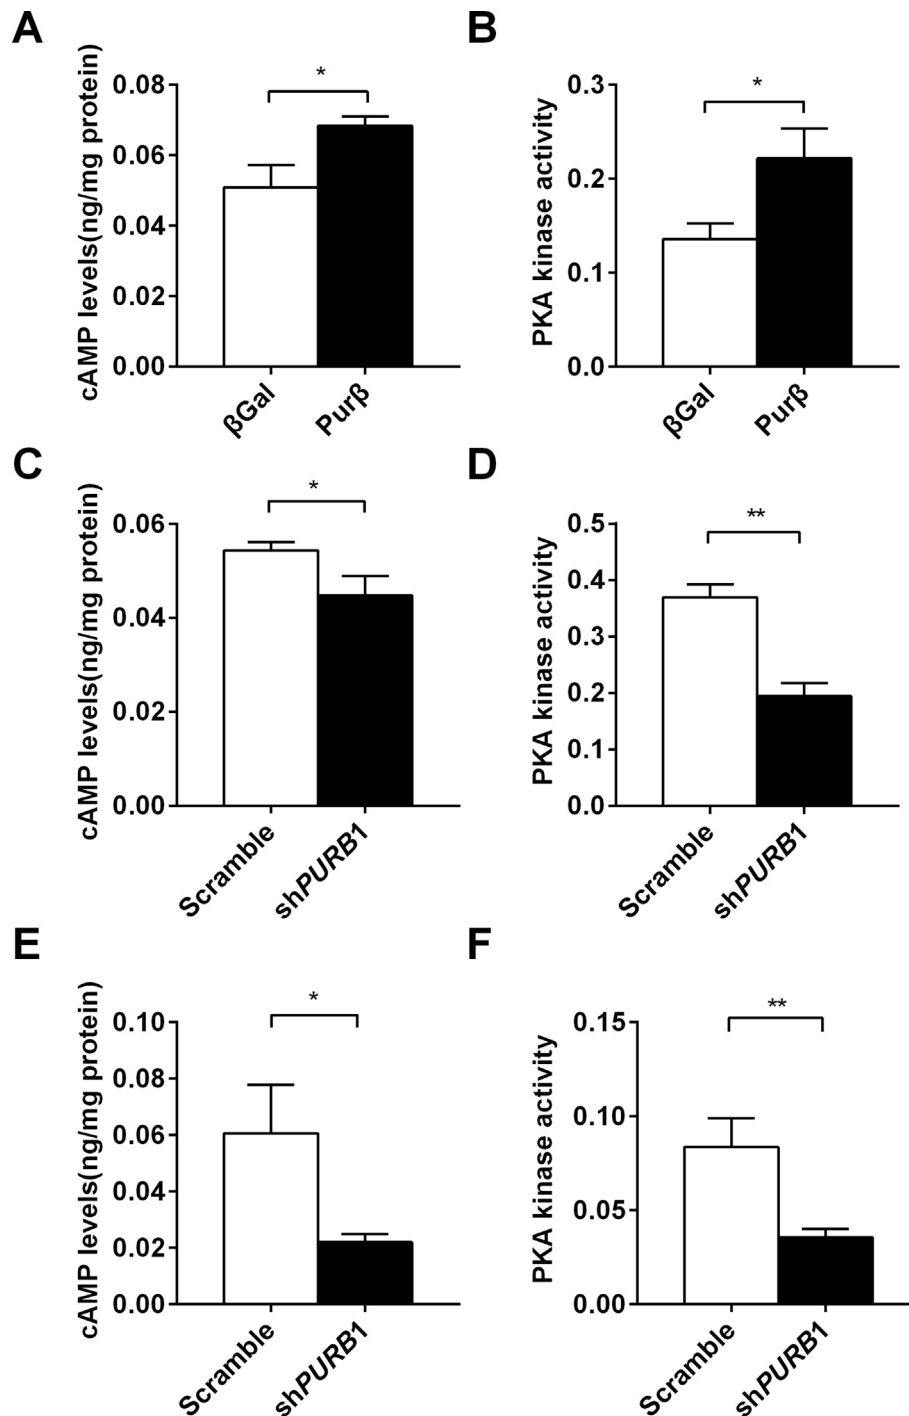 A
cAMP levels(ng/mg protein)
0.08
0.06
0.04
0.02
0.00
*
βGal
Purβ
B
PKA kinase activity
0.3
0.2
0.1
0.0
*
βGal
Purβ
C
cAMP levels(ng/mg protein)
0.06
0.04
0.02
0.00
*
Scramble
shPURB1
D
PKA kinase activity
0.5
0.4
0.3
0.2
0.1
0.0
**
Scramble
shPURB1
E
cAMP levels(ng/mg protein)
0.10
0.08
0.06
0.04
0.02
0.00
*
Scramble
shPURB1
F
PKA kinase activity
0.15
0.10
0.05
0.00
**
Scramble
shPURB1